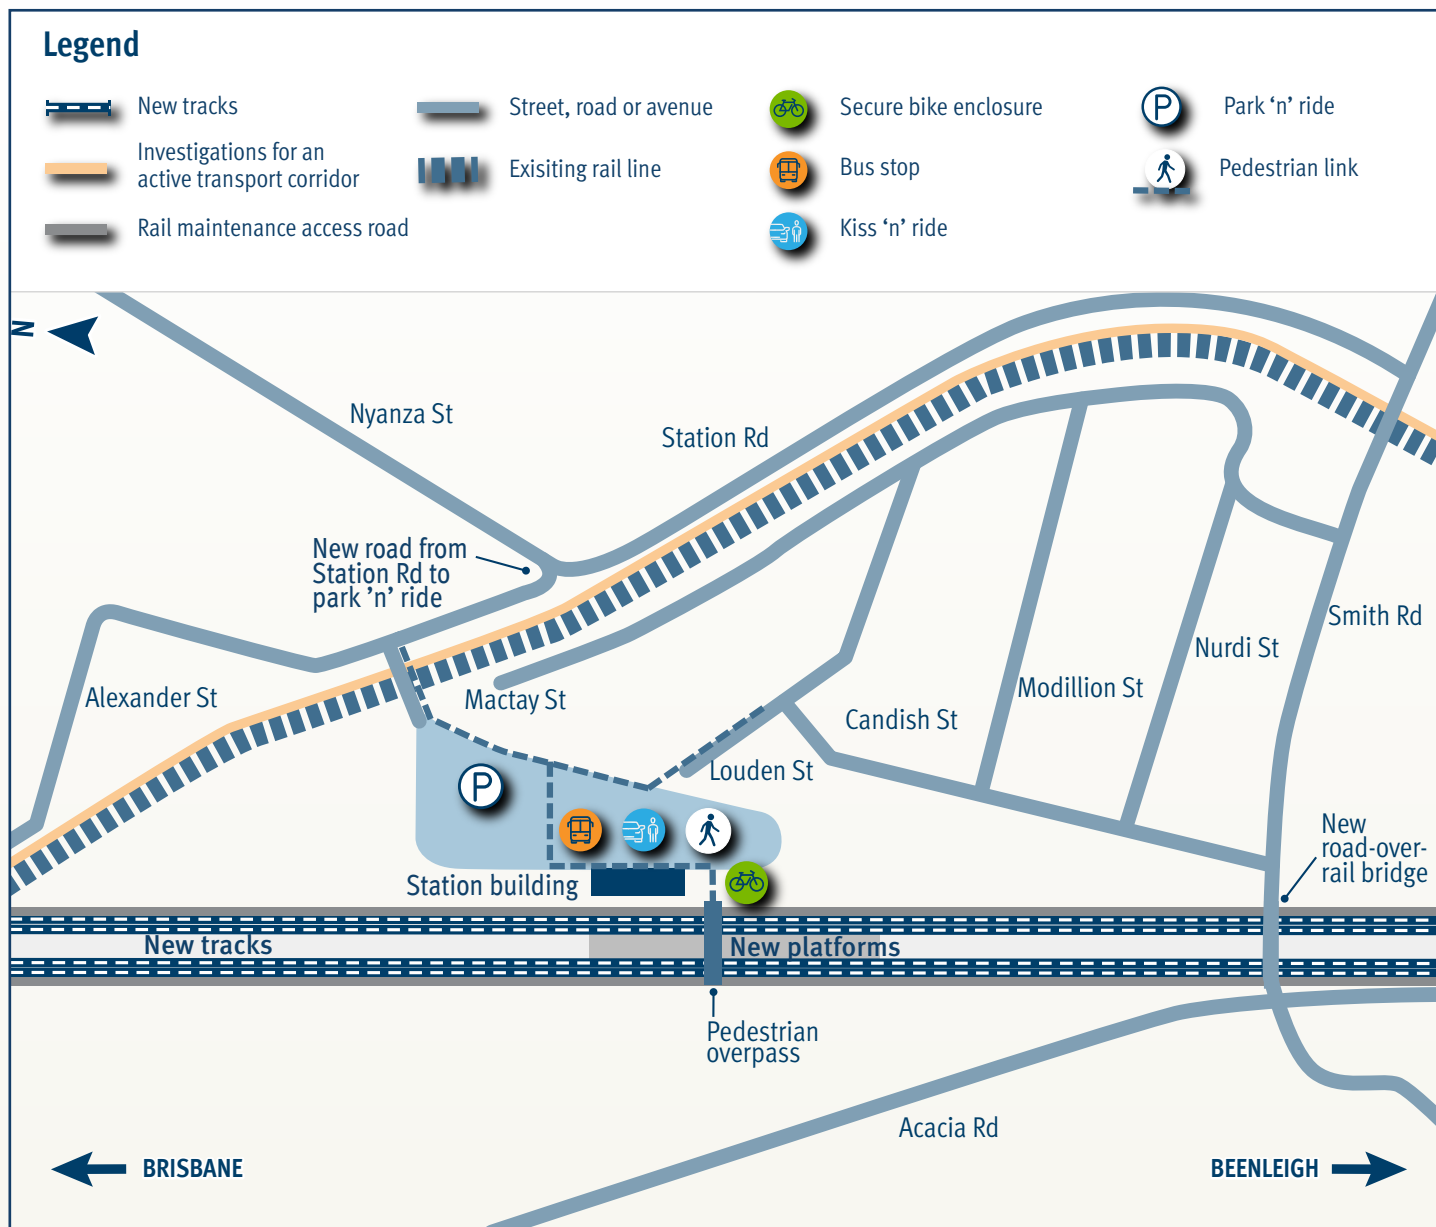 Legend
New tracks
Investigations for an
active transport corridor
Rail maintenance access road
Street, road or avenue
Exisiting rail line
Secure bike enclosure
Bus stop
Kiss ‘n’ ride
P
Park ‘n’ ride
Pedestrian link
N
Nyanza St
Station Rd
New road from
Station Rd to
park ’n’ ride
Smith Rd
Nurdi St
Alexander St
Mactay St
Modillion St
Candish St
Louden St
P
New
road-over-
rail bridge
Station building
New tracks
New platforms
Pedestrian
overpass
Acacia Rd
BRISBANE
BEENLEIGH